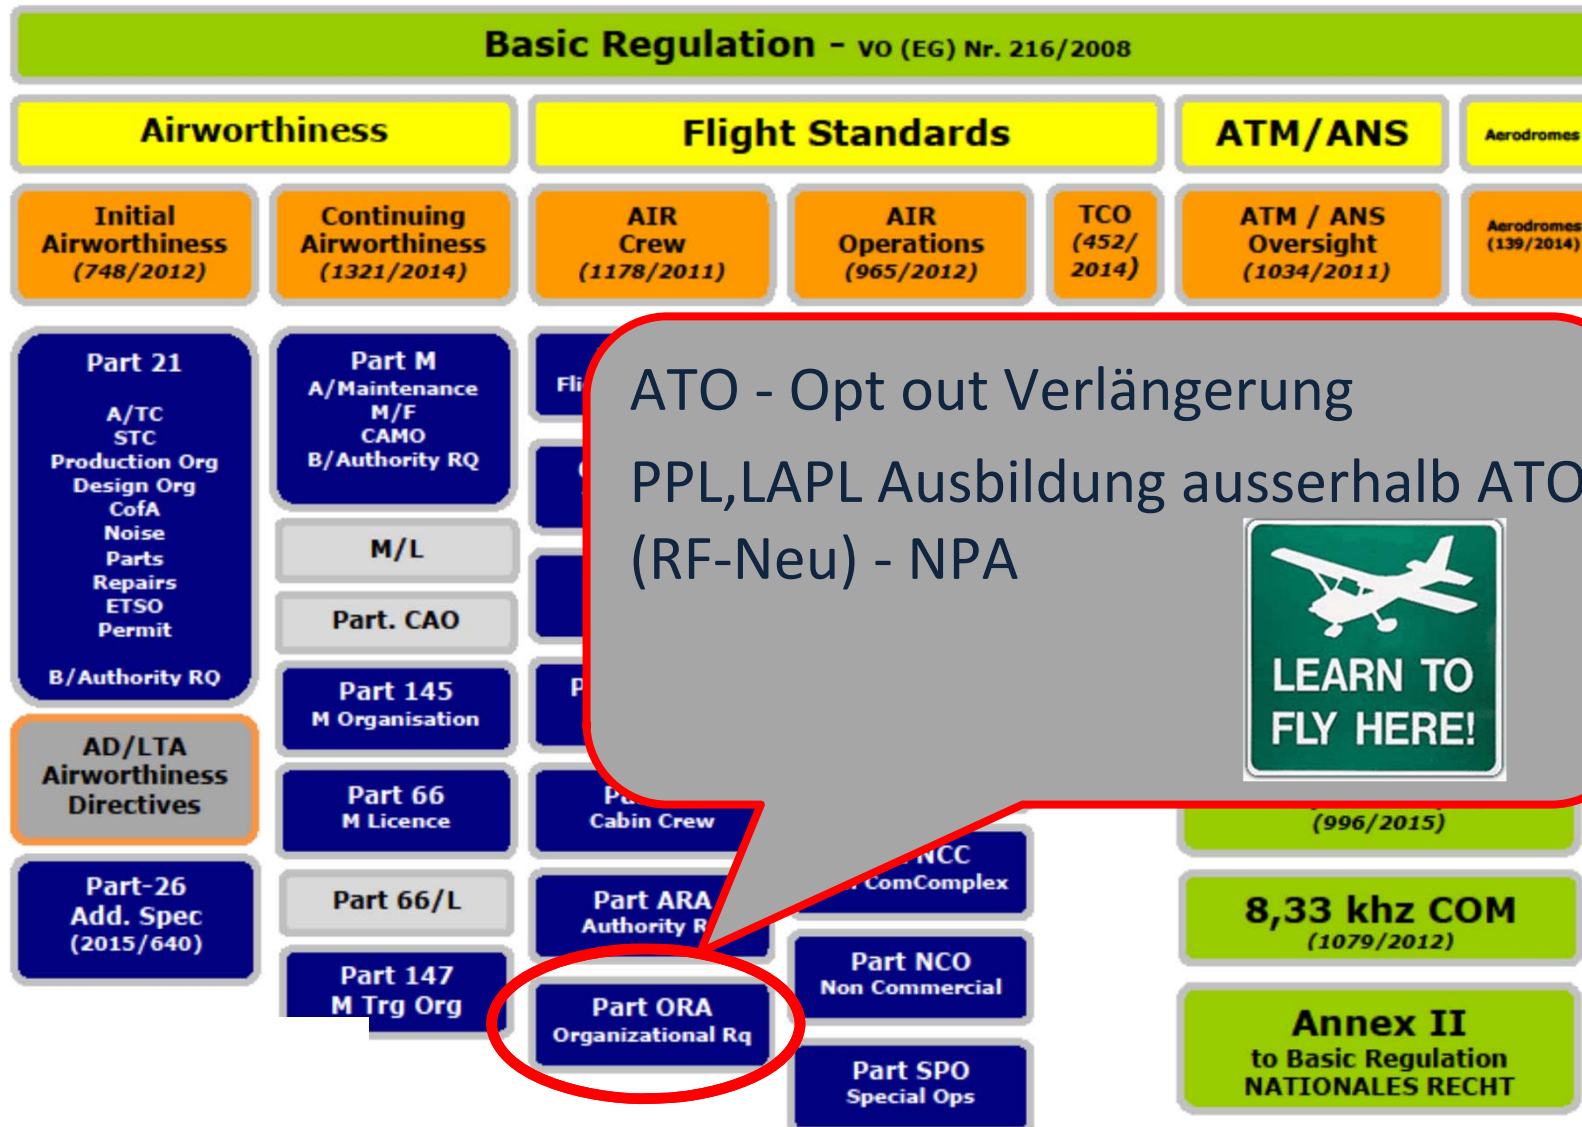 Basic Regulation - VO (EG) Nr. 216/2008
Airworthiness
Flight Standards
ATM/ANS
Aerodromes
Initial
Airworthiness
(748/2012)
Continuing
Airworthiness
(1321/2014)
AIR
Crew
(1178/2011)
AIR
Operations
(965/2012)
TCO
(452/
2014)
ATM / ANS
Oversight
(1034/2011)
Aerodromes
(139/2014)
Part 21
A/TC
STC
Production Org
Design Org
CofA
Noise
Parts
Repairs
ETSO
Permit
B/Authority RQ
AD/LTA
Airworthiness
Directives
Part-26
Add. Spec
(2015/640)
Part M
A/Maintenance
M/F
CAMO
B/Authority RQ
M/L
Part. CAO
Part 145
M Organisation
Part 66
M Licence
Part 66/L
Part 147
M Trg Org
ATO - Opt out Verlängerung
PPL,LAPL Ausbildung ausserhalb ATO
(RF-Neu) - NPA
LEARN TO
FLY HERE!
Cabin Crew
Part ARA
Authority
Part ORA
Organizational Rq
NCC
ComComplex
Part NCO
Non Commercial
Part SPO
Special Ops
(996/2015)
8,33 khz COM
(1079/2012)
Annex II
to Basic Regulation
NATIONALES RECHT